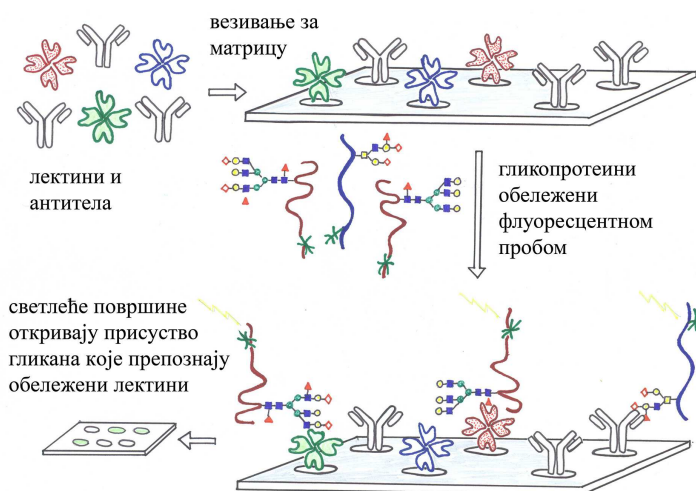 везивање за
матрицу
лектини и
антитела
гликопротеини
обележени
флуоресцентном
пробом
светлеће површине
откривају присуство
гликана које препознају
обележени лектини